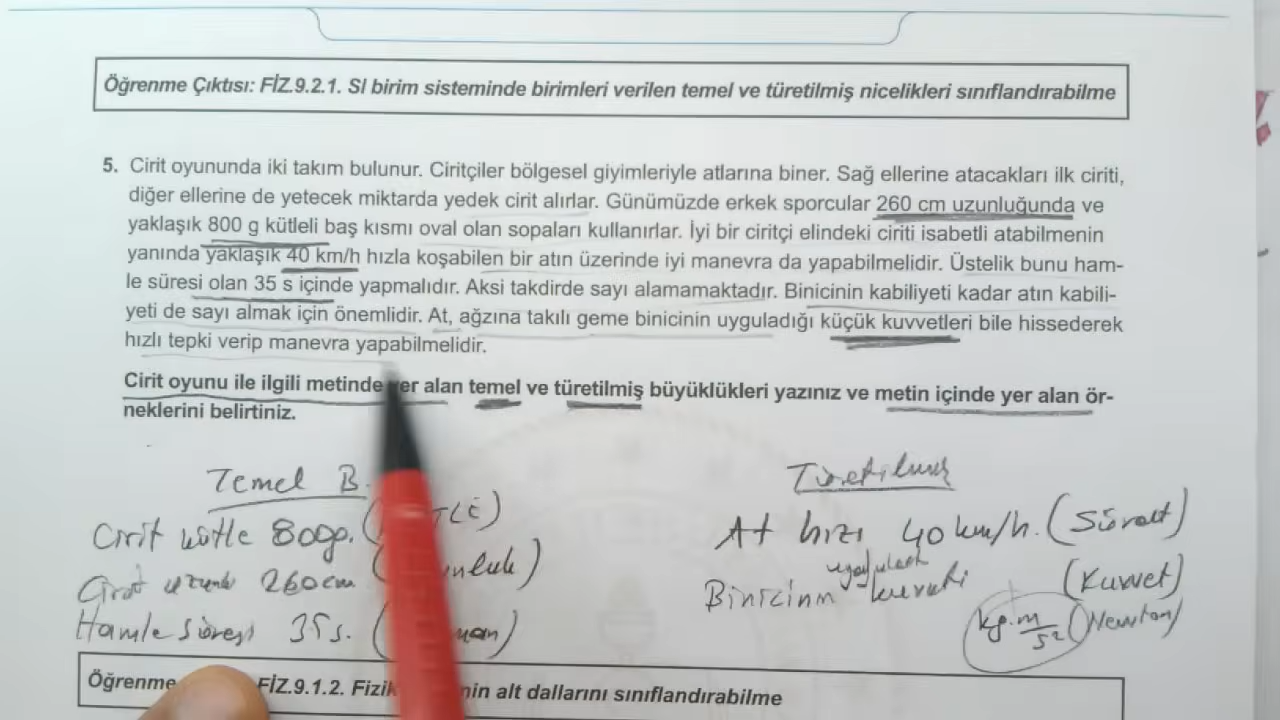 Öğrenme Çıktısı: FİZ.9.2.1. SI birim sisteminde birimleri verilen temel ve türetilmiş nicelikleri sınıflandırabilme
5. Cirit oyununda iki takım bulunur. Ciritçiler bölgesel giyimleriyle atlarına biner. Sağ ellerine atacakları ilk ciriti,
diğer ellerine de yetecek miktarda yedek cirit alırlar. Günümüzde erkek sporcular 260 cm uzunluğunda ve
yaklaşık 800 g kütleli baş kısmı oval olan sopaları kullanırlar. İyi bir ciritçi elindeki ciriti isabetli atabilmenin
yanında yaklaşık 40 km/h hızla koşabilen bir atın üzerinde iyi manevra da yapabilmelidir. Üstelik bunu ham-
le süresi olan 35 s içinde yapmalıdır. Aksi takdirde sayı alamamaktadır. Binicinin kabiliyeti kadar atın kabili-
yeti de sayı almak için önemlidir. At, ağzına takılı geme binicinin uyguladığı küçük kuvvetleri bile hissederek
hızlı tepki verip manevra yapabilmelidir.
Cirit oyunu ile ilgili metinde yer alan temel ve türetilmiş büyüklükleri yazınız ve metin içinde yer alan ör-
neklerini belirtiniz.
Temel B.
Cirit kütle 800gr.
260cm
Hamle süresi 35s.
Türetilmiş
At hızı 40 km/h. (Sürat)
Binicinin kuvveti (Kuvvet)
kg.m/s² (Newton)
Öğrenme FİZ.9.1.2. alt dallarını sınıflandırabilme